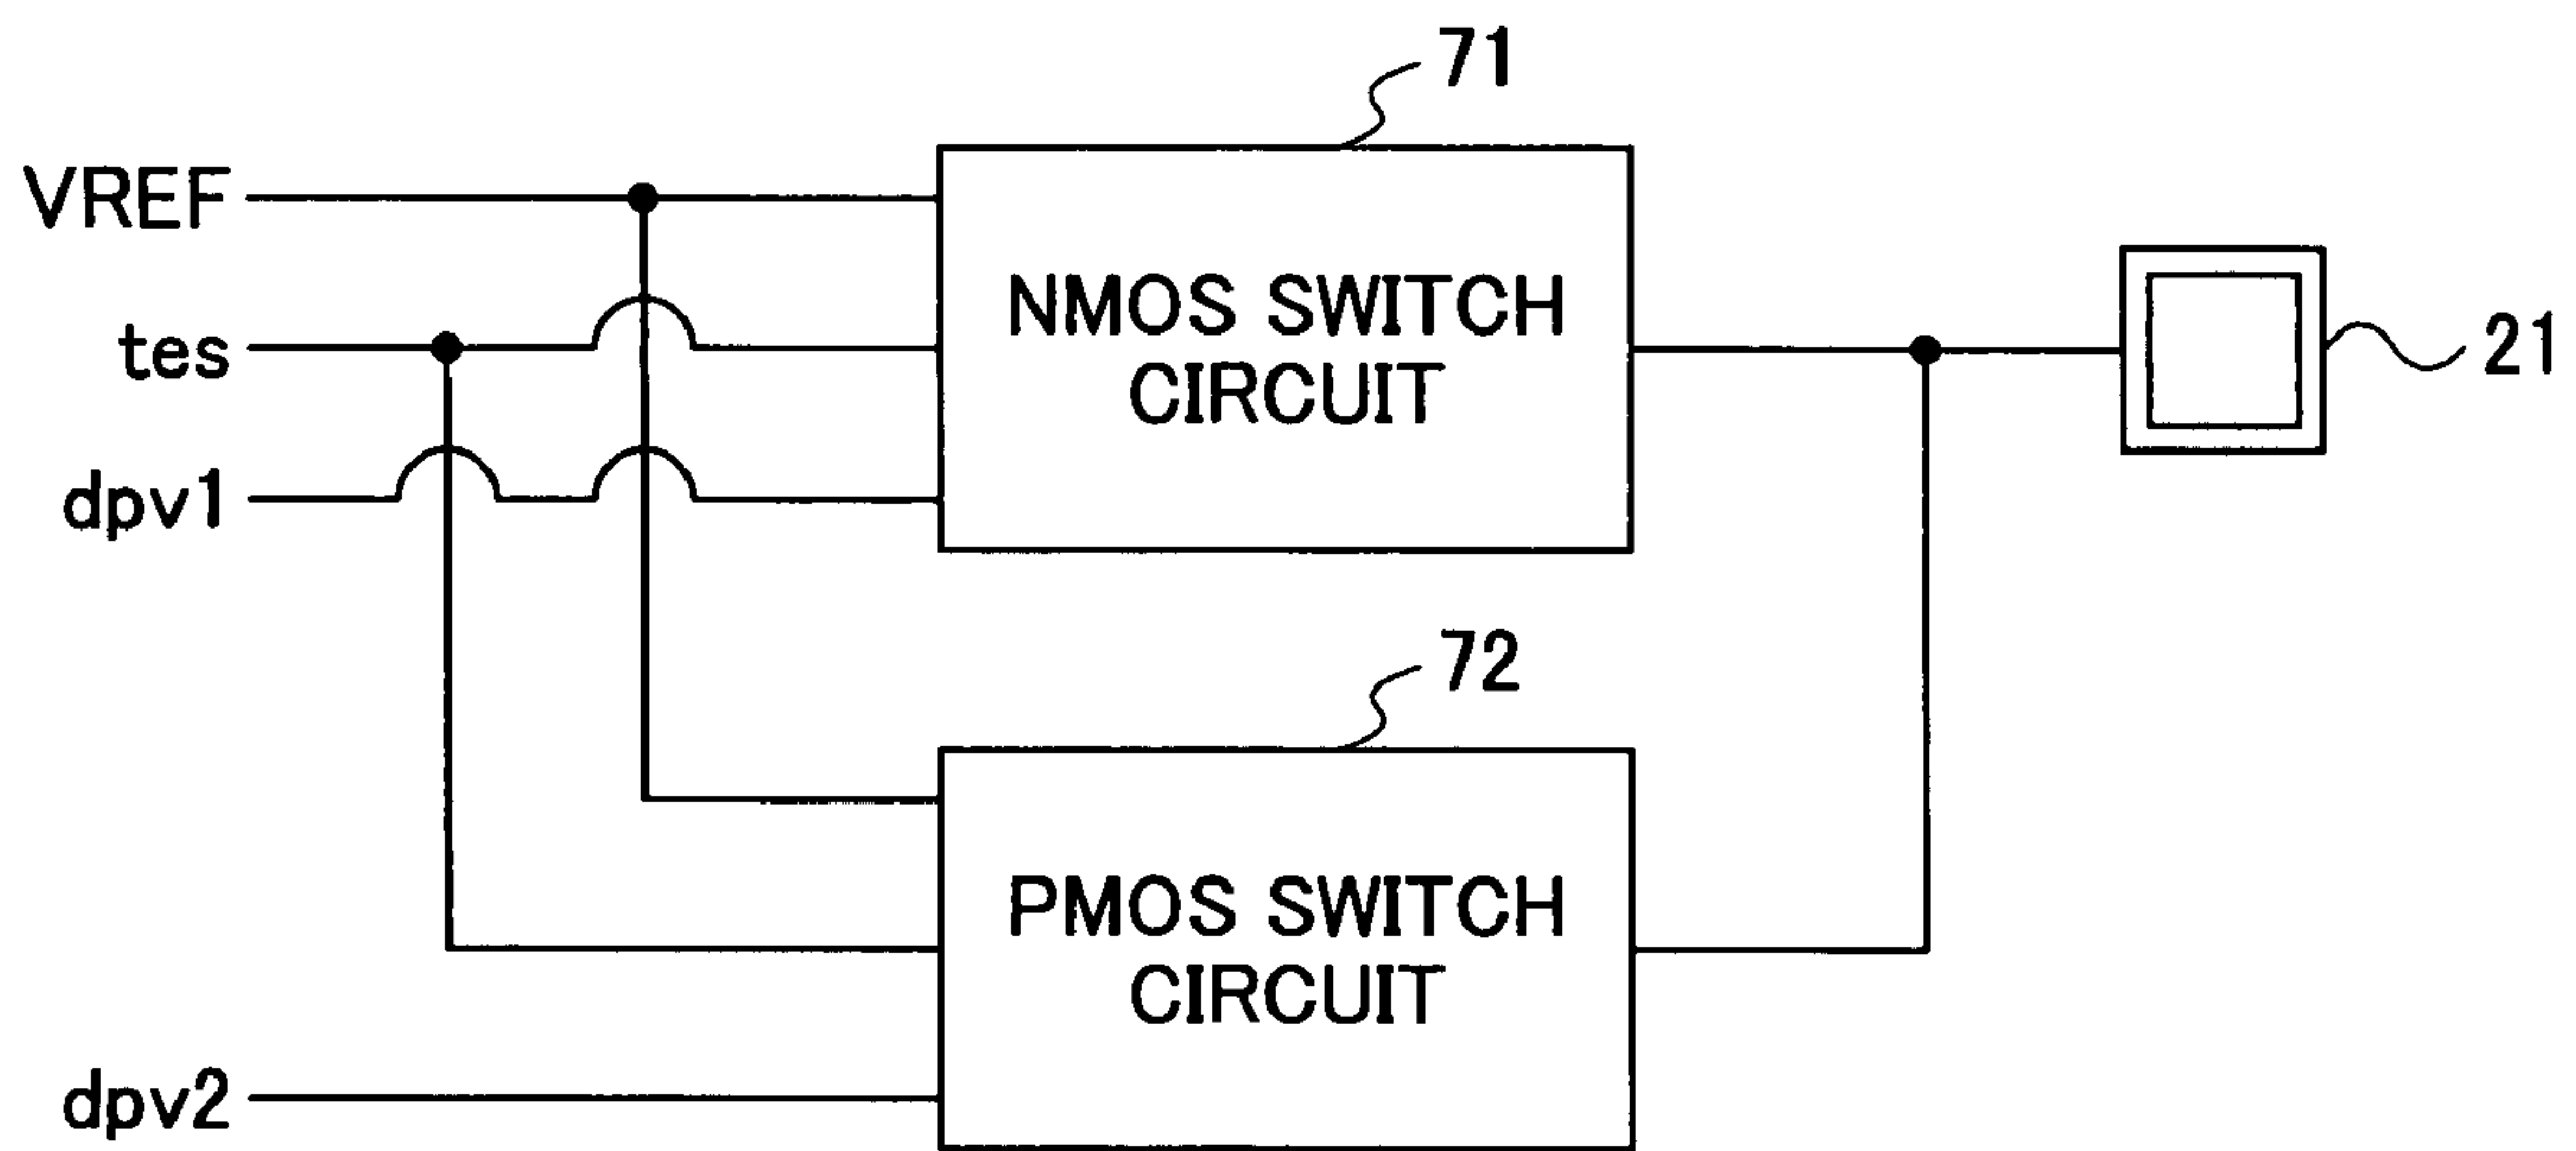 71
VREF
tes
dpv1
NMOS SWITCH
CIRCUIT
21
72
PMOS SWITCH
CIRCUIT
dpv2